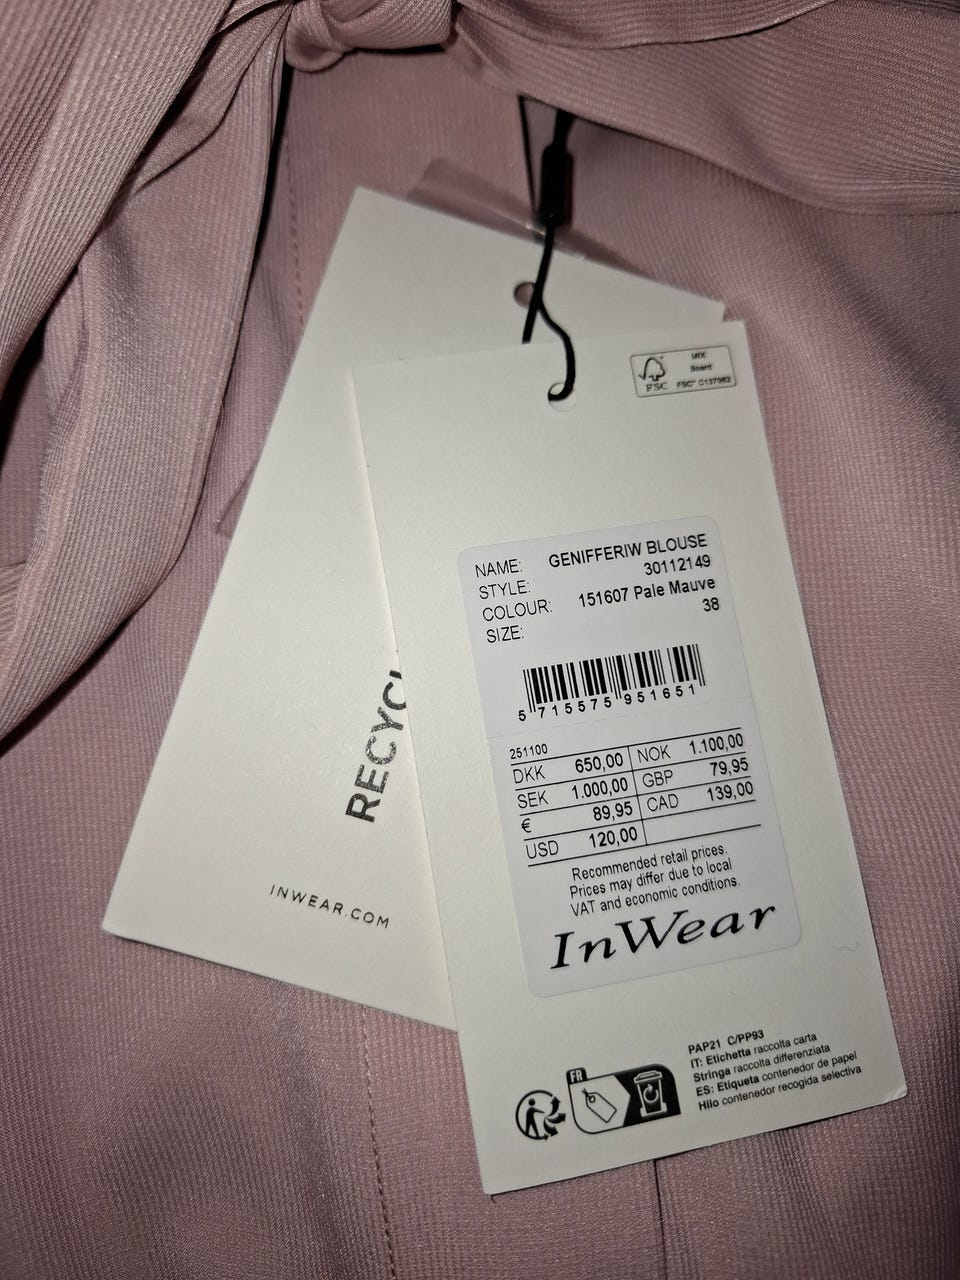 MIX
Board
FSC
FSC® C137982
NAME: GENIFFERIW BLOUSE
STYLE: 30112149
COLOUR: 151607 Pale Mauve
SIZE: 38
5 715575 951651
251100
DKK 650,00 NOK 1.100,00
SEK 1.000,00 GBP 79,95
€ 89,95 CAD 139,00
USD 120,00
Recommended retail prices.
Prices may differ due to local
VAT and economic conditions.
InWear
RECYCL
INWEAR.COM
FR
PAP21 C/PP93
IT: Etichetta raccolta carta
Stringa raccolta differenziata
ES: Etiqueta contenedor de papel
Hilo contenedor recogida selectiva